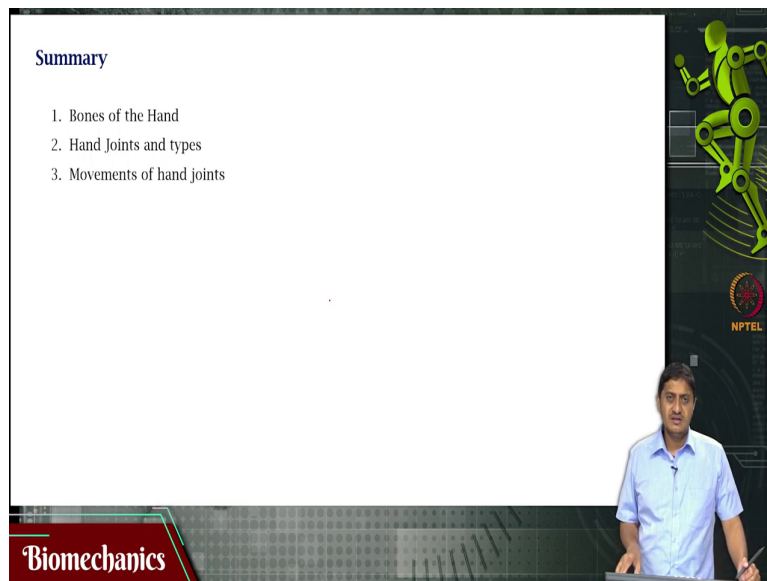 Summary
1. Bones of the Hand
2. Hand Joints and types
3. Movements of hand joints
NPTEL
Biomechanics